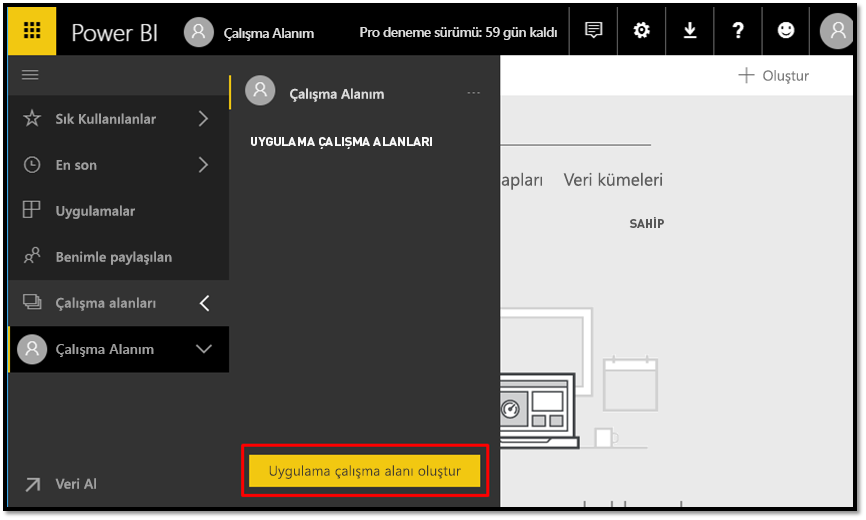 Power BI
Çalışma Alanım
Pro deneme sürümü: 59 gün kaldı
Çalışma Alanım
Oluştur
UYGULAMA ÇALIŞMA ALANLARI
Sık Kullanılanlar
En son
Uygulamalar
Benimle paylaşılan
Çalışma alanları
Çalışma Alanım
Veri Al
apları
Veri kümeleri
SAHİP
Uygulama çalışma alanı oluştur